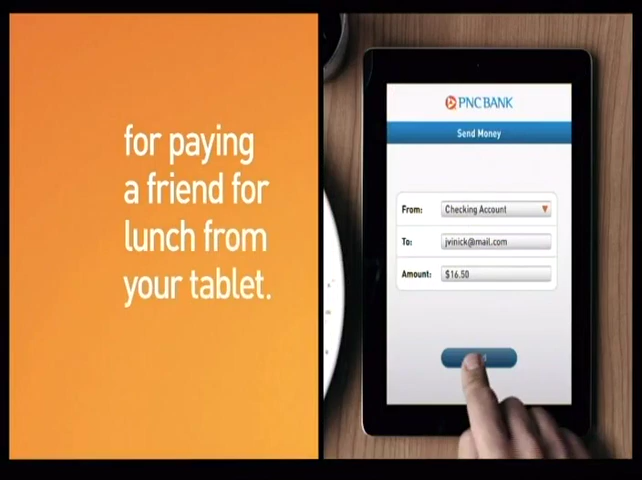 for paying
a friend for
lunch from
your tablet.
PNC BANK
Send Money
From: Checking Account
To: jvinick@mail.com
Amount: $16.50